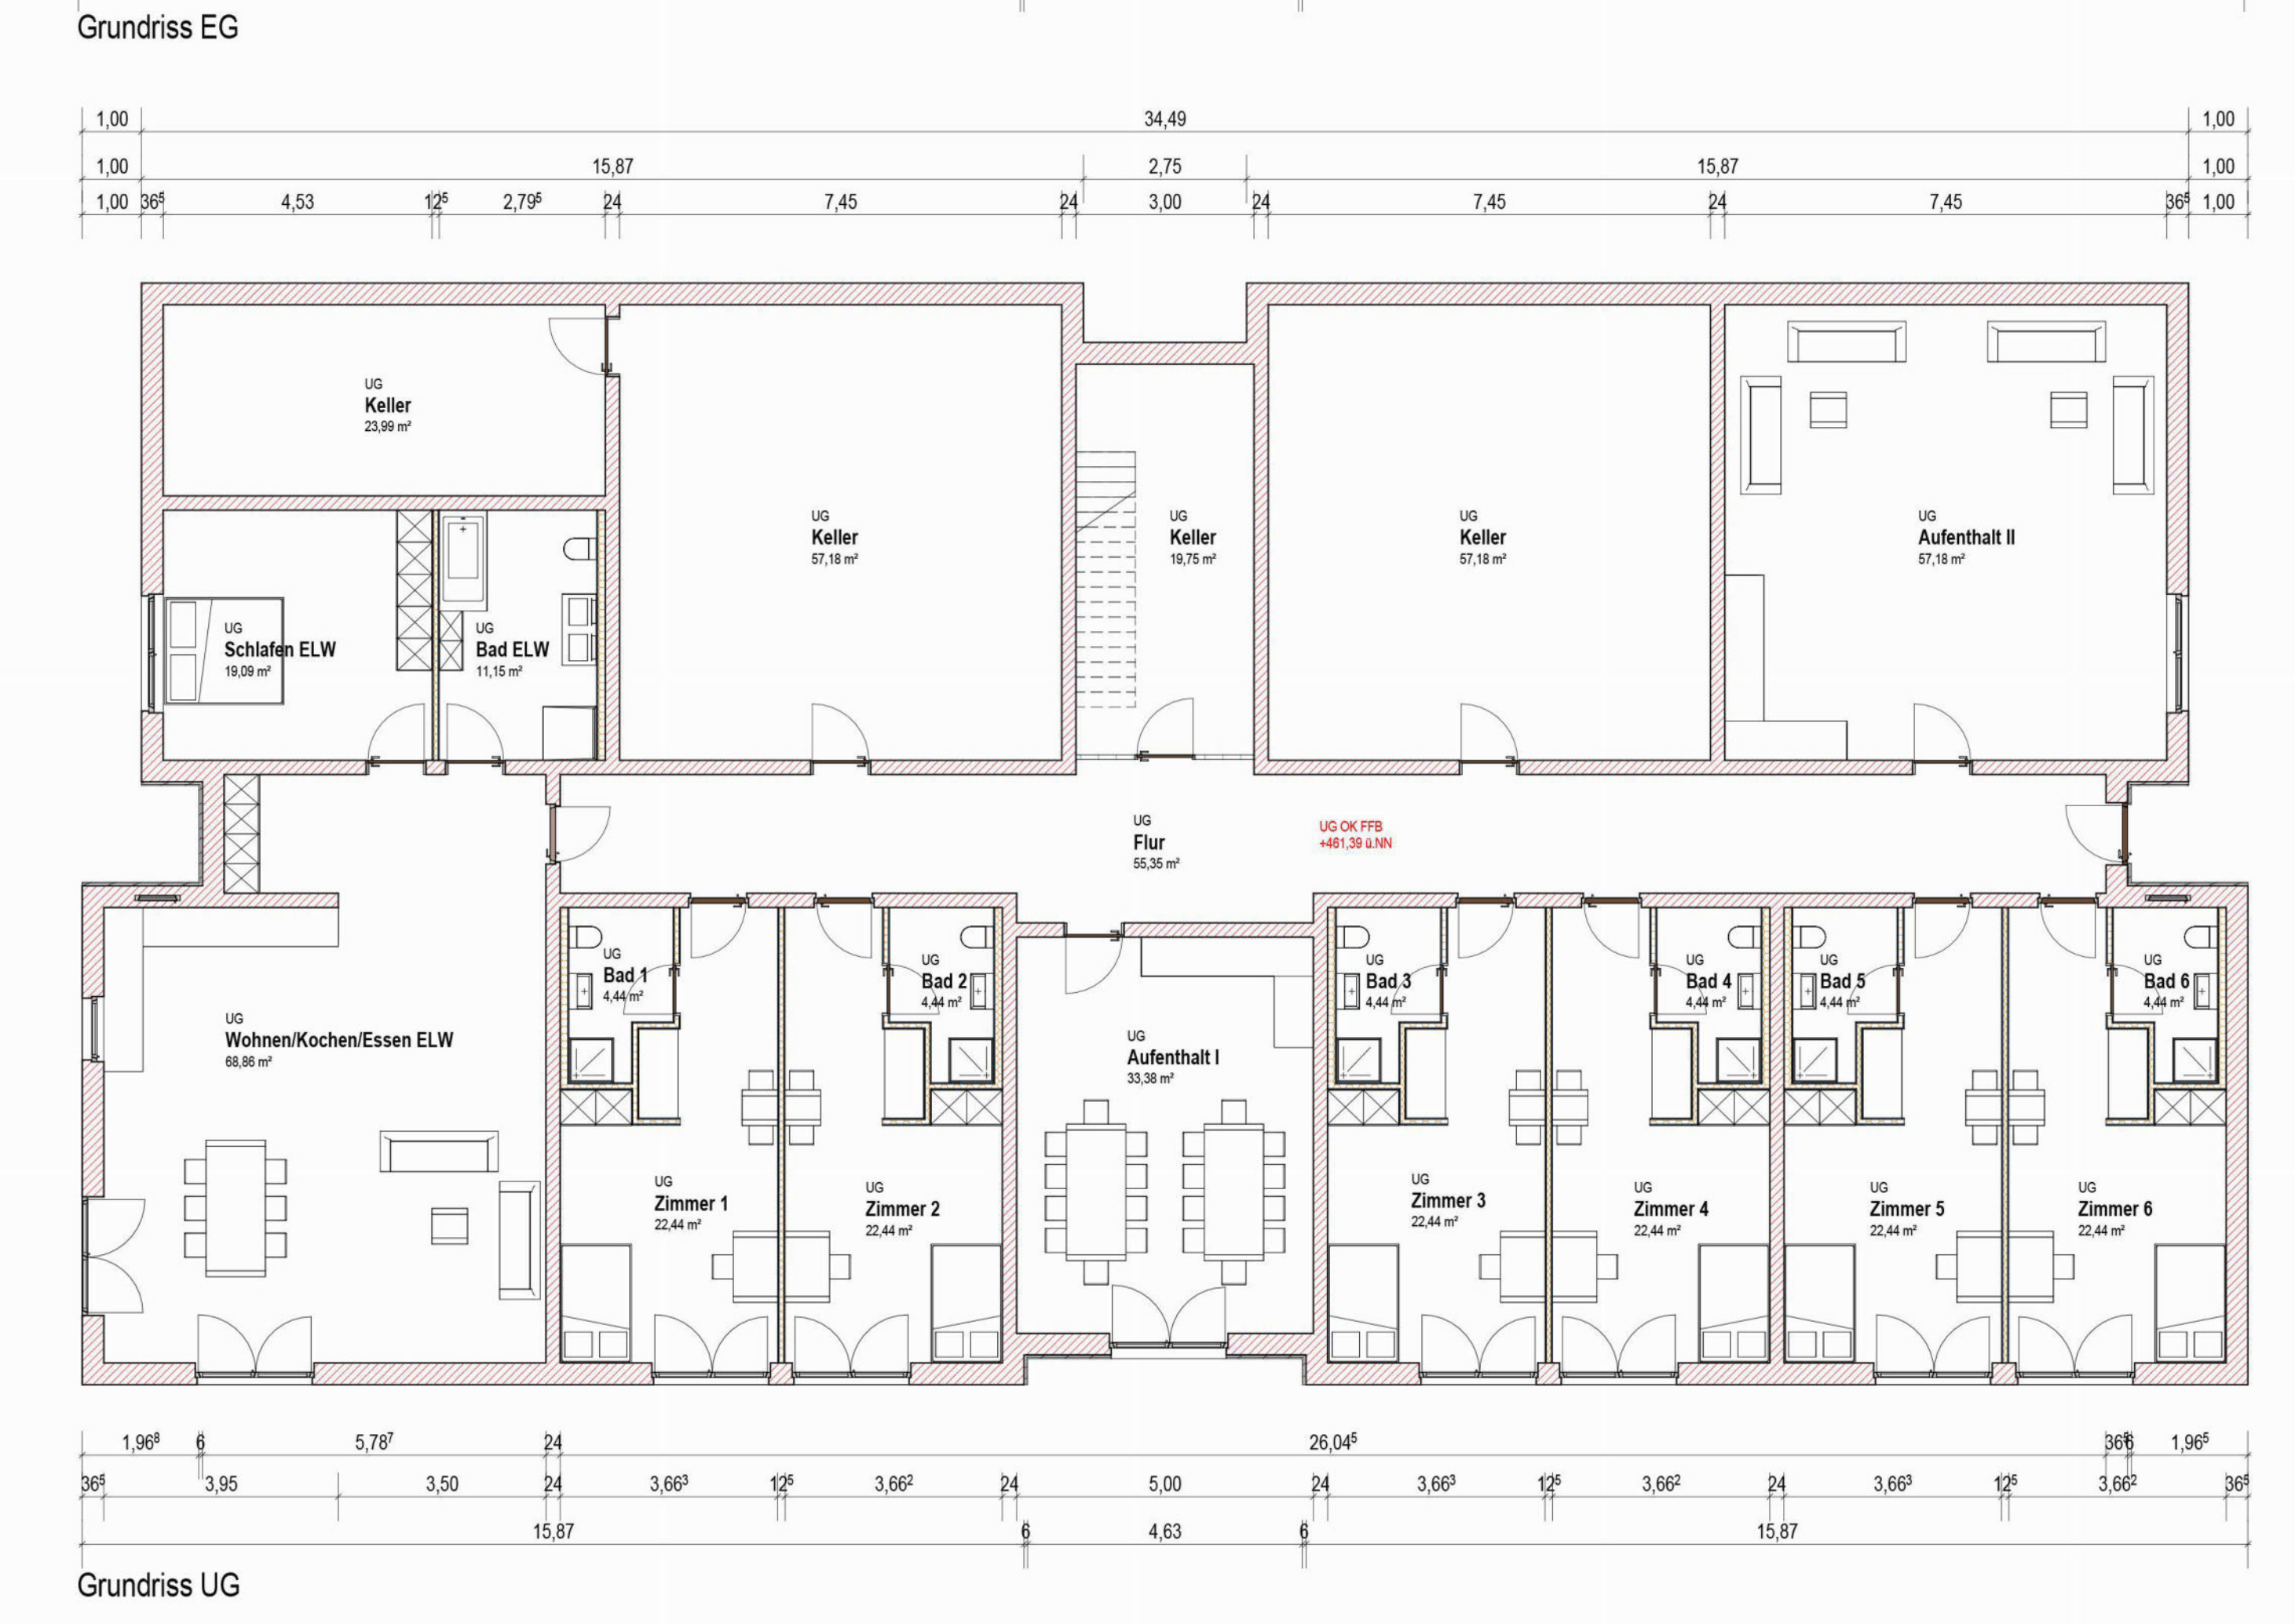 Grundriss EG
1,00 34,49 1,00
1,00 15,87 2,75 15,87 1,00
1,00 36⁵ 4,53 12⁵ 2,79⁵ 24 7,45 24 3,00 24 7,45 24 7,45 36⁵ 1,00
UG
Keller
23,99 m²
UG
Keller
57,18 m²
UG
Keller
19,75 m²
UG
Keller
57,18 m²
UG
Aufenthalt II
57,18 m²
UG
Schlafen ELW
19,09 m²
UG
Bad ELW
11,15 m²
UG
Flur
55,35 m²
UG OK FFB
+461,39 ü.NN
UG
Bad 1
4,44 m²
UG
Bad 2
4,44 m²
UG
Bad 3
4,44 m²
UG
Bad 4
4,44 m²
UG
Bad 5
4,44 m²
UG
Bad 6
4,44 m²
UG
Wohnen/Kochen/Essen ELW
68,86 m²
UG
Aufenthalt I
33,38 m²
UG
Zimmer 1
22,44 m²
UG
Zimmer 2
22,44 m²
UG
Zimmer 3
22,44 m²
UG
Zimmer 4
22,44 m²
UG
Zimmer 5
22,44 m²
UG
Zimmer 6
22,44 m²
1,96⁸ 6 5,78⁷ 24 26,04⁵ 36⁵ 6 1,96⁵
36⁵ 3,95 3,50 24 3,66³ 12⁵ 3,66² 24 5,00 24 3,66³ 12⁵ 3,66² 24 3,66³ 12⁵ 3,66² 36⁵
15,87 6 4,63 6 15,87
Grundriss UG